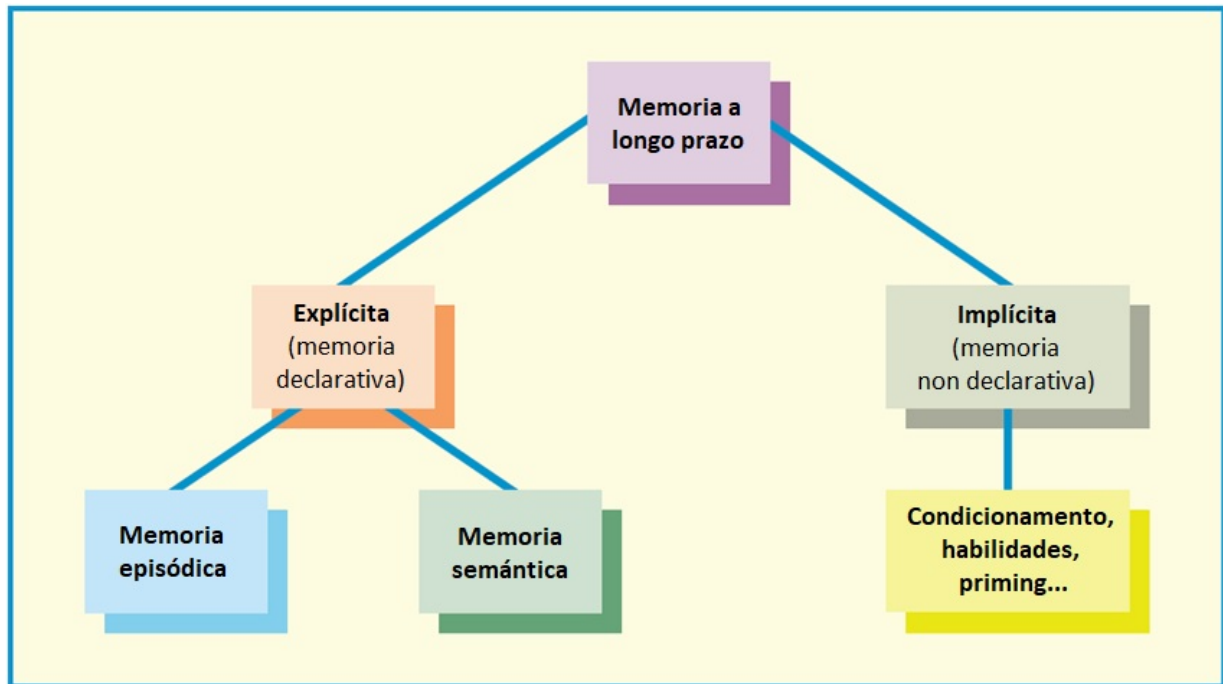 Memoria a
longo prazo
Explícita
(memoria
declarativa)
Implícita
(memoria
non declarativa)
Memoria
episódica
Memoria
semántica
Condicionamento,
habilidades,
priming...